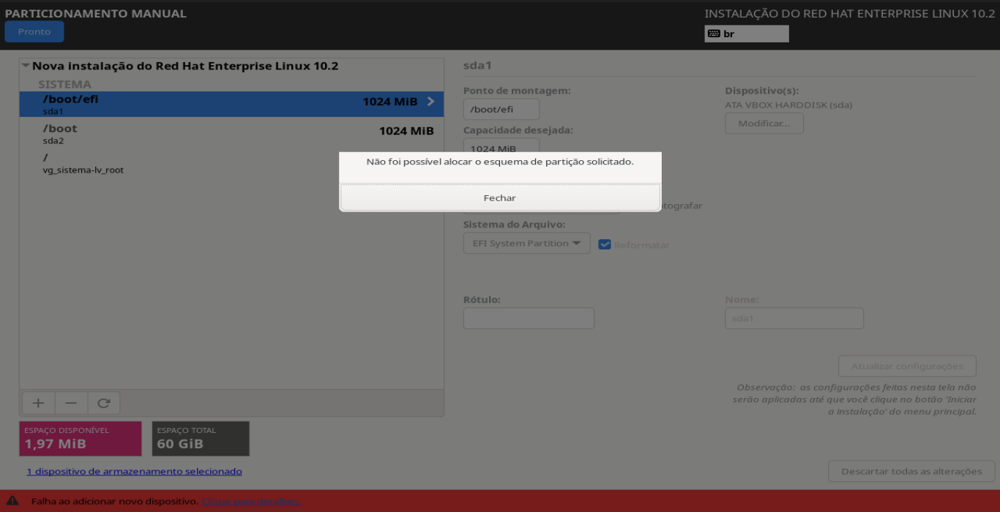 PARTICIONAMENTO MANUAL
INSTALAÇÃO DO RED HAT ENTERPRISE LINUX 10.2
Pronto
br
Nova instalação do Red Hat Enterprise Linux 10.2
SISTEMA
/boot/efi
1024 MiB
sda1
/boot
1024 MiB
sda2
/
vg_sistema-lv_root
sda1
Ponto de montagem:
/boot/efi
Dispositivo(s):
ATA VBOX HARDDISK (sda)
Modificar...
Capacidade desejada:
1024 MiB
Não foi possível alocar o esquema de partição solicitado.
Fechar
tografar
Sistema do Arquivo:
EFI System Partition
Reformatar
Rótulo:
Nome:
sda1
Atualizar configurações
Observação: as configurações feitas nesta tela não
serão aplicadas até que você clique no botão 'Iniciar
a instalação' do menu principal.
ESPAÇO DISPONÍVEL
1,97 MiB
ESPAÇO TOTAL
60 GiB
1 dispositivo de armazenamento selecionado
Descartar todas as alterações
Falha ao adicionar novo dispositivo. Clique para detalhes.